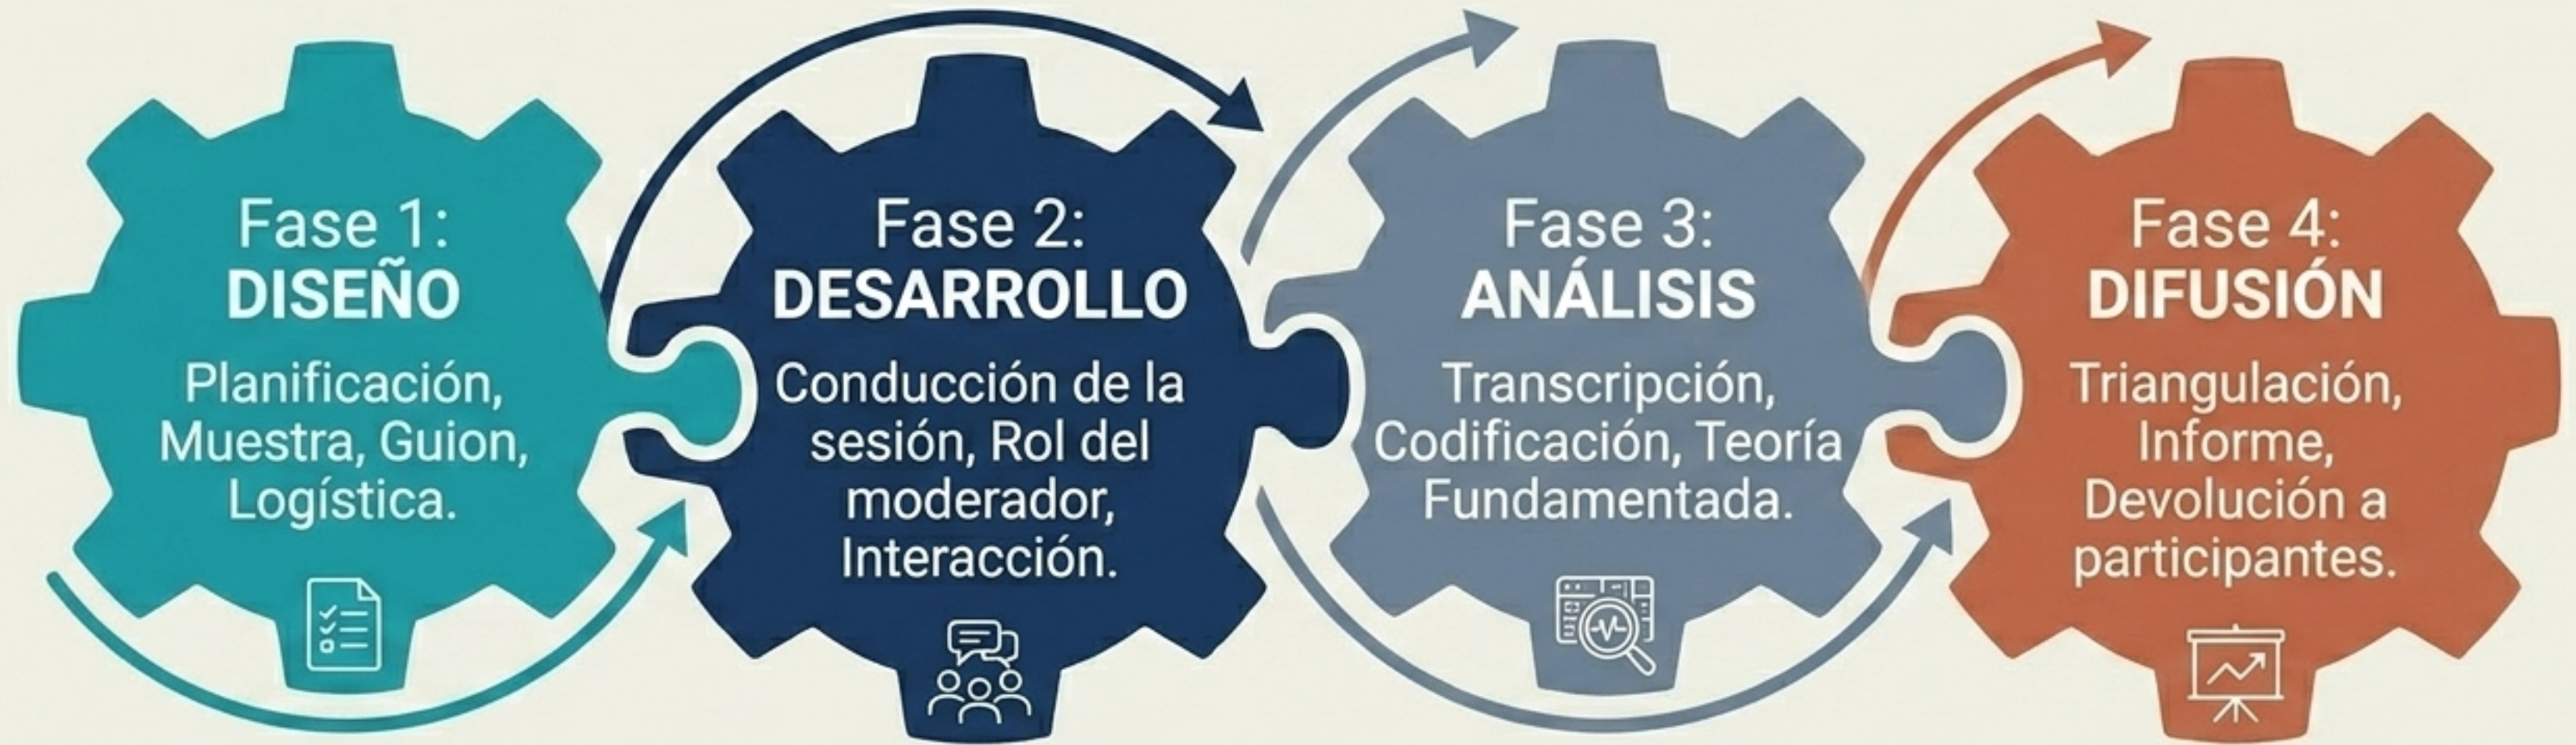 Fase 1:
DISEÑO
Planificación,
Muestra, Guion,
Logística.
Fase 2:
DESARROLLO
Conducción de la
sesión, Rol del
moderador,
Interacción.
Fase 3:
ANÁLISIS
Transcripción,
Codificación, Teoría
Fundamentada.
Fase 4:
DIFUSIÓN
Triangulación,
Informe,
Devolución a
participantes.